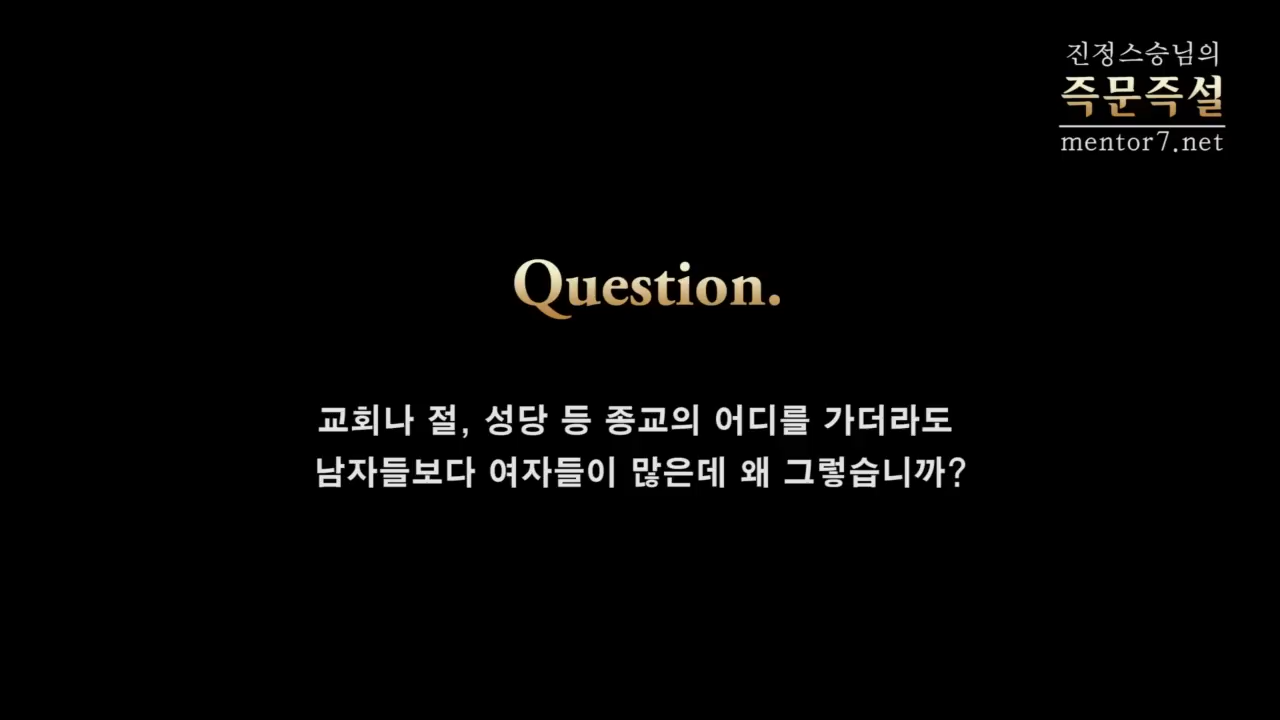 진정스승님의
즉문즉설
mentor7.net
Question.
교회나 절, 성당 등 종교의 어디를 가더라도
남자들보다 여자들이 많은데 왜 그렇습니까?